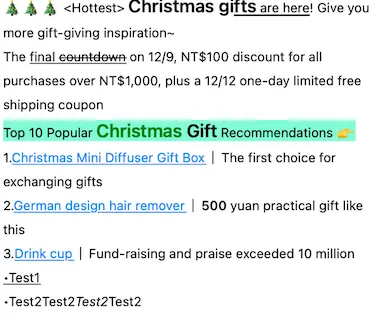 🎄🎄🎄 <Hottest> Christmas gifts are here! Give you
more gift-giving inspiration~
The final countdown on 12/9, NT$100 discount for all
purchases over NT$1,000, plus a 12/12 one-day limited free
shipping coupon
Top 10 Popular Christmas Gift Recommendations 👉
1.Christmas Mini Diffuser Gift Box | The first choice for
exchanging gifts
2.German design hair remover | 500 yuan practical gift like
this
3.Drink cup | Fund-raising and praise exceeded 10 million
•Test1
•Test2Test2Test2Test2